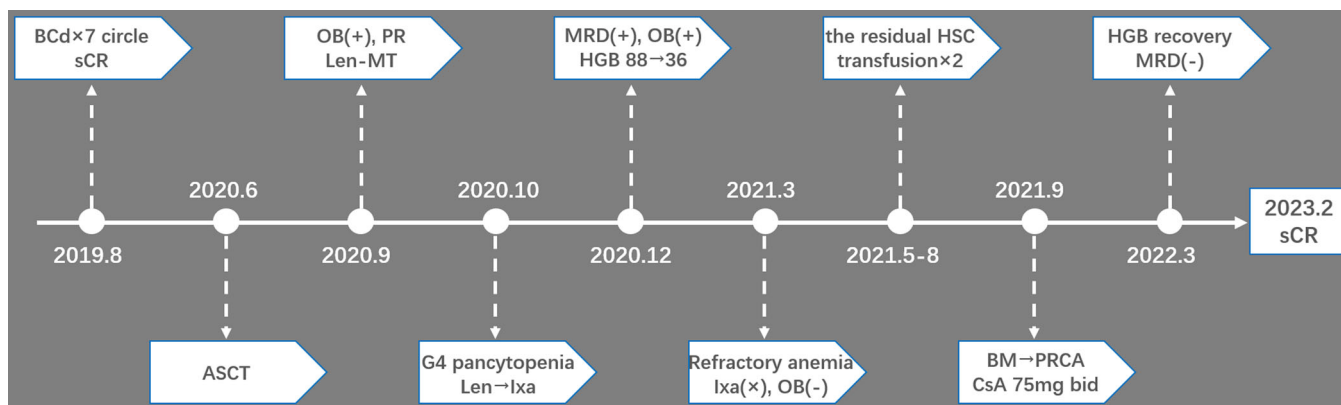 BCd×7 circle
sCR
OB(+), PR
Len-MT
MRD(+), OB(+)
HGB 88→36
the residual HSC
transfusion×2
HGB recovery
MRD(-)
2020.6
2020.10
2021.3
2021.9
2019.8
2020.9
2020.12
2021.5-8
2022.3
2023.2
sCR
ASCT
G4 pancytopenia
Len→Ixa
Refractory anemia
Ixa(×), OB(-)
BM→PRCA
CsA 75mg bid